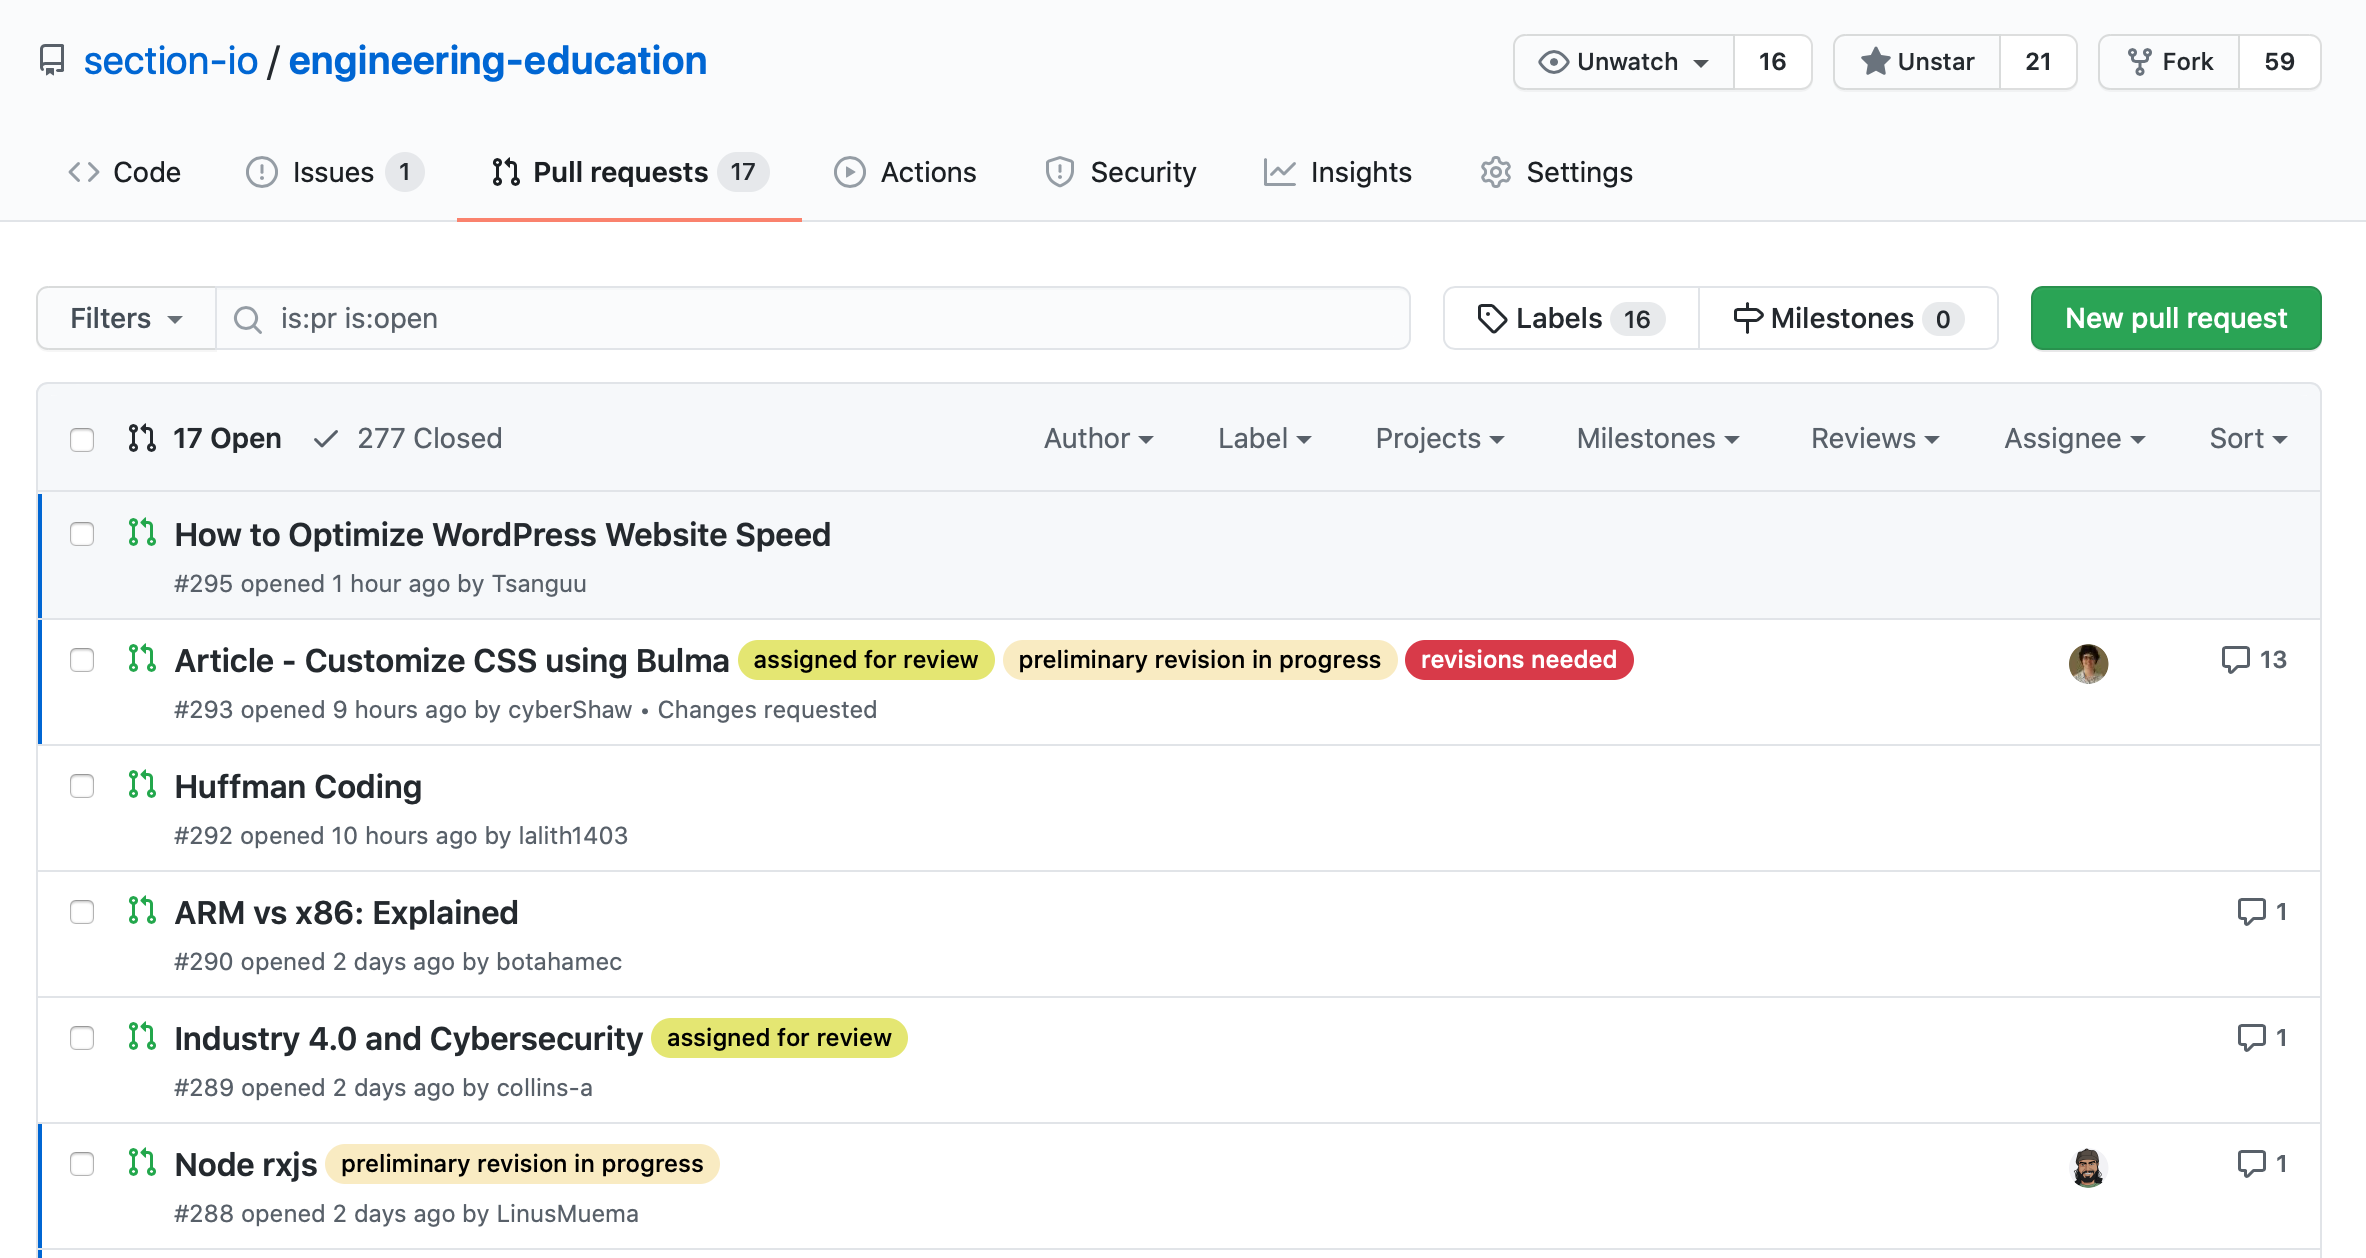 section-io / engineering-education
Unwatch 16 Unstar 21 Fork 59
Code Issues 1 Pull requests 17 Actions Security Insights Settings
Filters is:pr is:open Labels 16 Milestones 0 New pull request
17 Open 277 Closed Author Label Projects Milestones Reviews Assignee Sort
How to Optimize WordPress Website Speed
#295 opened 1 hour ago by Tsanguu
Article - Customize CSS using Bulma assigned for review preliminary revision in progress revisions needed 13
#293 opened 9 hours ago by cyberShaw • Changes requested
Huffman Coding
#292 opened 10 hours ago by lalith1403
ARM vs x86: Explained 1
#290 opened 2 days ago by botahamec
Industry 4.0 and Cybersecurity assigned for review 1
#289 opened 2 days ago by collins-a
Node rxjs preliminary revision in progress 1
#288 opened 2 days ago by LinusMuema